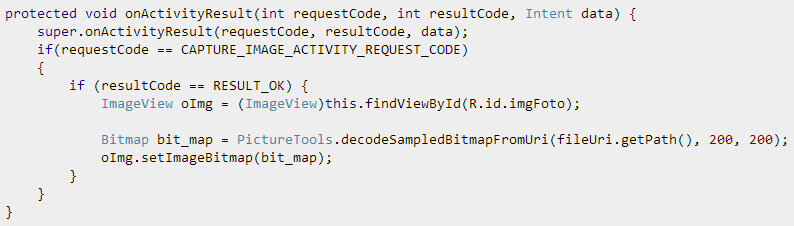 protected void onActivityResult(int requestCode, int resultCode, Intent data) {
    super.onActivityResult(requestCode, resultCode, data);
    if(requestCode == CAPTURE_IMAGE_ACTIVITY_REQUEST_CODE)
    {
        if (resultCode == RESULT_OK) {
            ImageView oImg = (ImageView)this.findViewById(R.id.imgFoto);

            Bitmap bit_map = PictureTools.decodeSampledBitmapFromUri(fileUri.getPath(), 200, 200);
            oImg.setImageBitmap(bit_map);
        }
    }
}